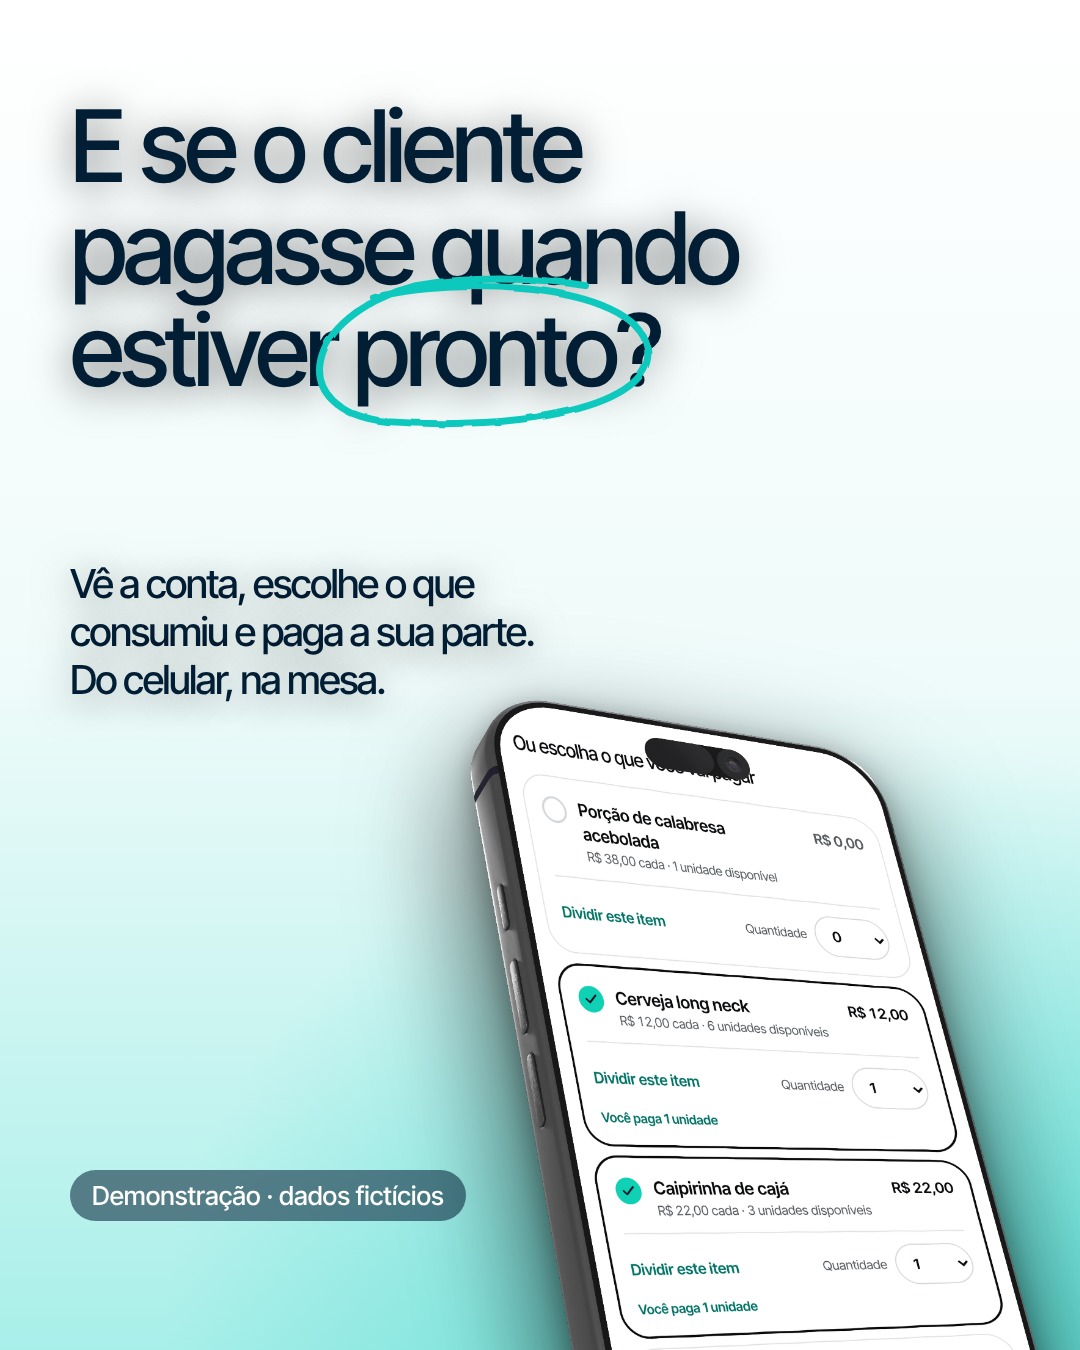 E se o cliente
pagasse quando
estiver pronto?
Vê a conta, escolhe o que
consumiu e paga a sua parte.
Do celular, na mesa.
Ou escolha o que você vai pagar
Porção de calabresa
acebolada
R$ 0,00
R$ 38,00 cada · 1 unidade disponível
Dividir este item
Quantidade
0
Cerveja long neck
R$ 12,00
R$ 12,00 cada · 6 unidades disponíveis
Dividir este item
Quantidade
1
Você paga 1 unidade
Caipirinha de cajá
R$ 22,00
R$ 22,00 cada · 3 unidades disponíveis
Dividir este item
Quantidade
1
Você paga 1 unidade
Demonstração · dados fictícios